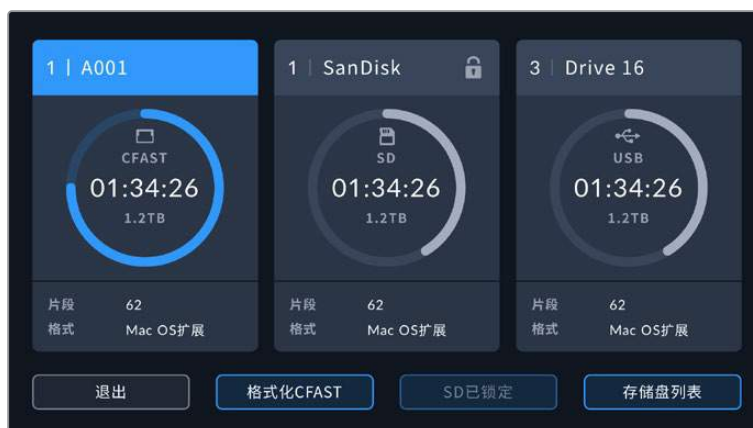 1 | A001
CFAST
01:34:26
1.2TB
片段 62
格式 Mac OS扩展
1 | SanDisk
SD
01:34:26
1.2TB
片段 62
格式 Mac OS扩展
3 | Drive 16
USB
01:34:26
1.2TB
片段 62
格式 Mac OS扩展
退出
格式化CFAST
SD已锁定
存储盘列表